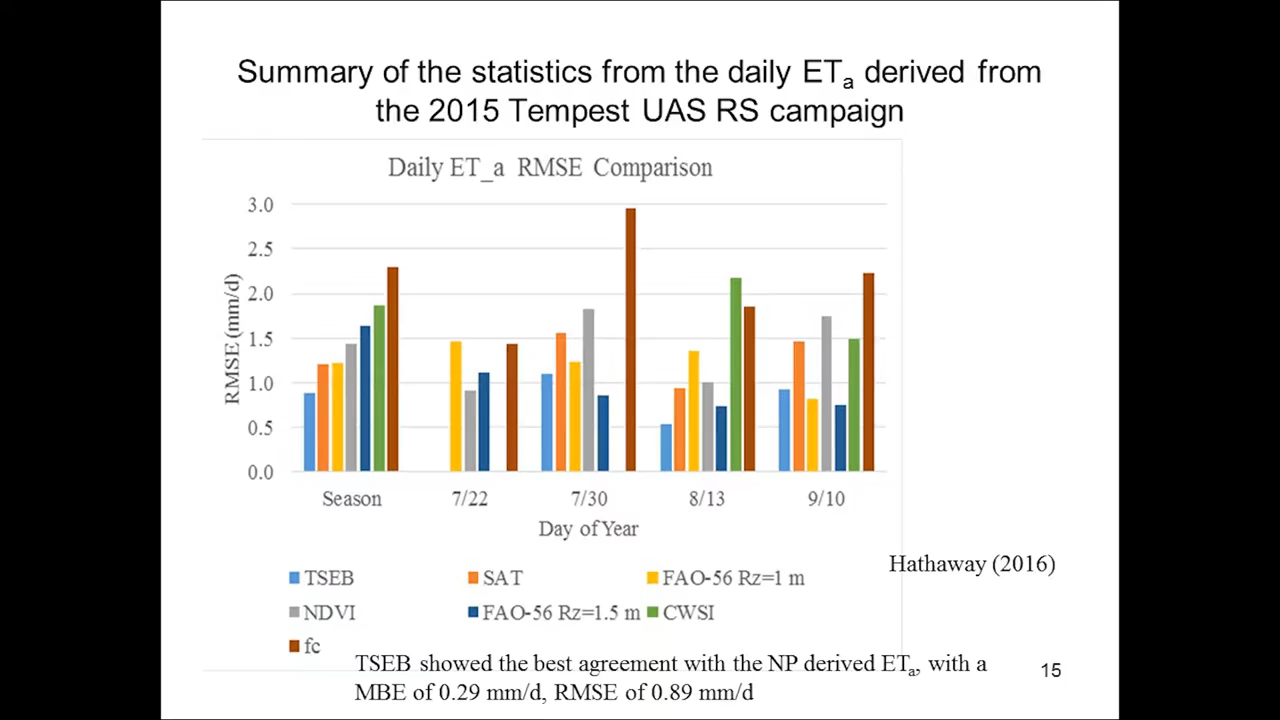 Summary of the statistics from the daily ETa derived from
the 2015 Tempest UAS RS campaign
Daily ET_a RMSE Comparison
RMSE (mm/d)
3.0
2.5
2.0
1.5
1.0
0.5
0.0
Season 7/22 7/30 8/13 9/10
Day of Year
TSEB SAT FAO-56 Rz=1 m
NDVI FAO-56 Rz=1.5 m CWSI
fc
Hathaway (2016)
TSEB showed the best agreement with the NP derived ETa, with a
MBE of 0.29 mm/d, RMSE of 0.89 mm/d
15